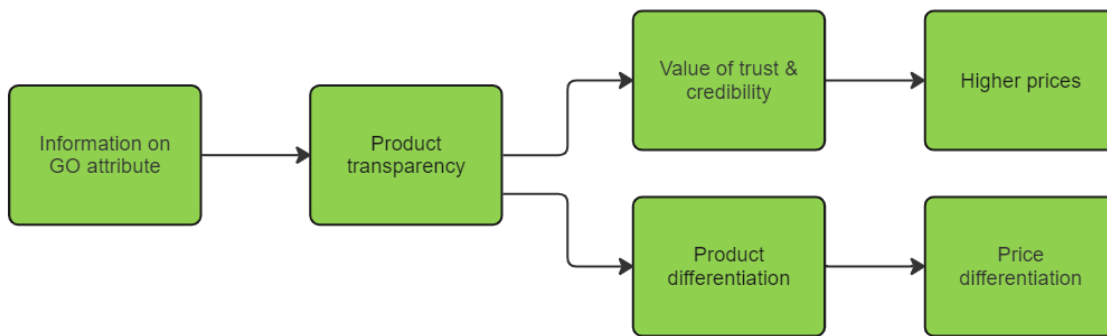 Information on
GO attribute
Product
transparency
Value of trust &
credibility
Higher prices
Product
differentiation
Price
differentiation